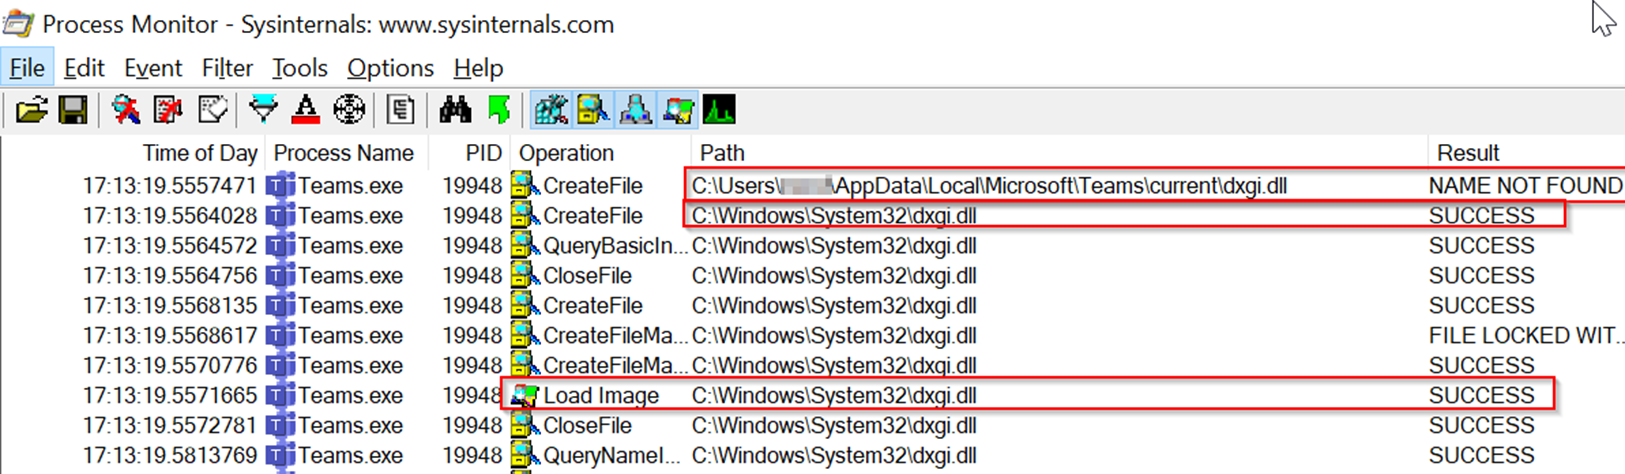 Process Monitor - Sysinternals: www.sysinternals.com
File Edit Event Filter Tools Options Help
Time of Day Process Name PID Operation Path Result
17:13:19.5557471 Teams.exe 19948 CreateFile C:\Users\ \AppData\Local\Microsoft\Teams\current\dxgi.dll NAME NOT FOUND
17:13:19.5564028 Teams.exe 19948 CreateFile C:\Windows\System32\dxgi.dll SUCCESS
17:13:19.5564572 Teams.exe 19948 QueryBasicIn... C:\Windows\System32\dxgi.dll SUCCESS
17:13:19.5564756 Teams.exe 19948 CloseFile C:\Windows\System32\dxgi.dll SUCCESS
17:13:19.5568135 Teams.exe 19948 CreateFile C:\Windows\System32\dxgi.dll SUCCESS
17:13:19.5568617 Teams.exe 19948 CreateFileMa... C:\Windows\System32\dxgi.dll FILE LOCKED WIT...
17:13:19.5570776 Teams.exe 19948 CreateFileMa... C:\Windows\System32\dxgi.dll SUCCESS
17:13:19.5571665 Teams.exe 19948 Load Image C:\Windows\System32\dxgi.dll SUCCESS
17:13:19.5572781 Teams.exe 19948 CloseFile C:\Windows\System32\dxgi.dll SUCCESS
17:13:19.5813769 Teams.exe 19948 QueryNameI... C:\Windows\System32\dxgi.dll SUCCESS